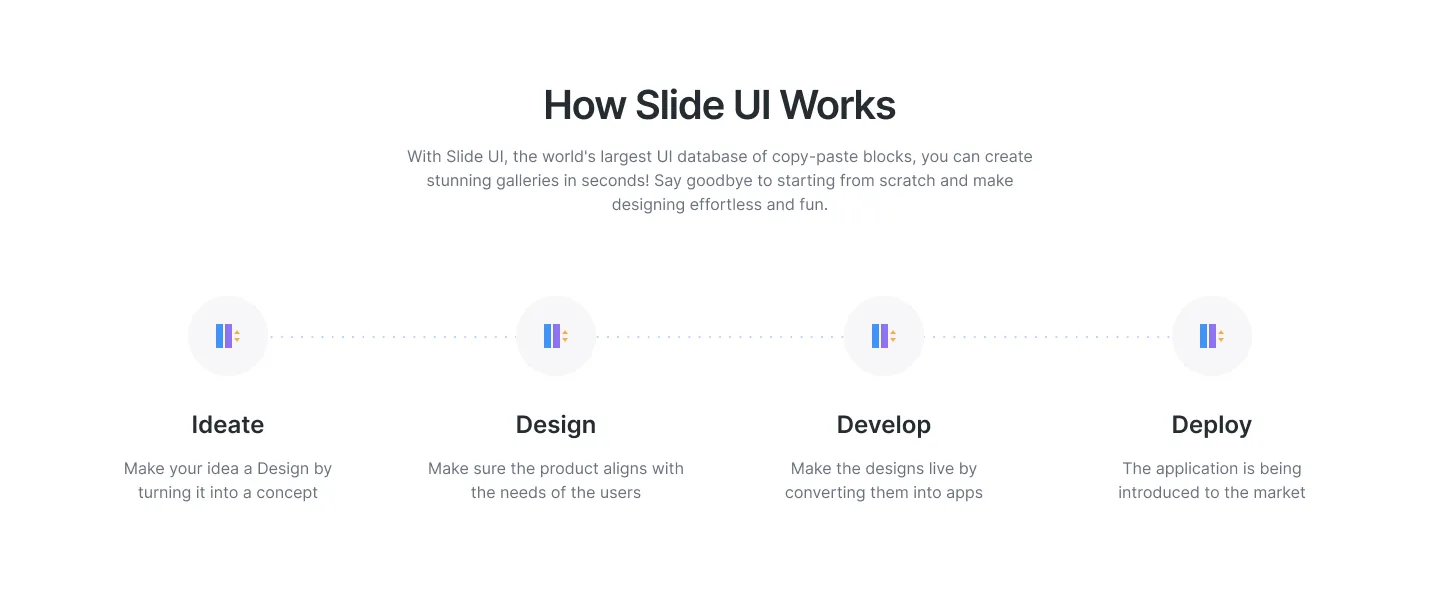 How Slide UI Works
With Slide UI, the world's largest UI database of copy-paste blocks, you can create
stunning galleries in seconds! Say goodbye to starting from scratch and make
designing effortless and fun.
Ideate
Make your idea a Design by
turning it into a concept
Design
Make sure the product aligns with
the needs of the users
Develop
Make the designs live by
converting them into apps
Deploy
The application is being
introduced to the market